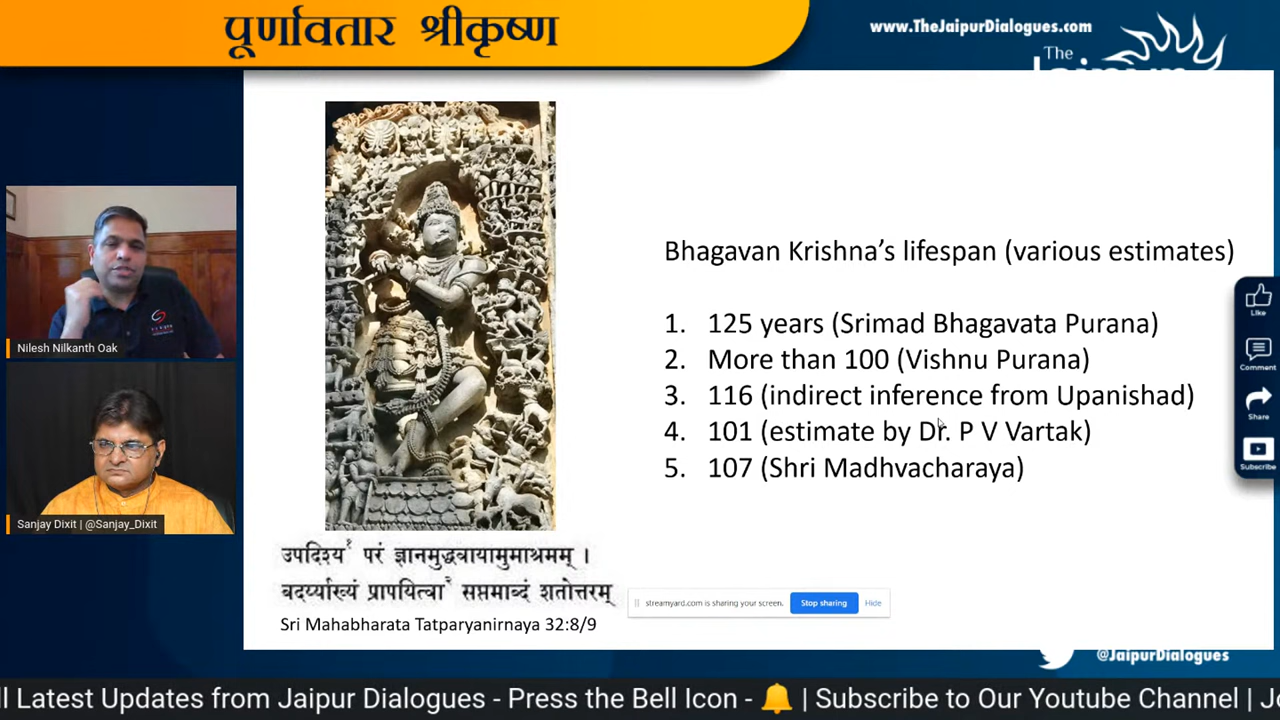 पूर्णावतार श्रीकृष्ण
www.TheJaipurDialogues.com
The
Nilesh Nilkanth Oak
Sanjay Dixit | @Sanjay_Dixit
Bhagavan Krishna’s lifespan (various estimates)
1. 125 years (Srimad Bhagavata Purana)
2. More than 100 (Vishnu Purana)
3. 116 (indirect inference from Upanishad)
4. 101 (estimate by Dr. P V Vartak)
5. 107 (Shri Madhvacharaya)
उपदिश्य परं ज्ञानमुद्धवायामुमाश्रमम् ।
बदर्य्याख्यं प्रापयित्वा सप्तमाब्दं शतोत्तरम्
Sri Mahabharata Tatparyanirnaya 32:8/9
streamyard.com is sharing your screen. Stop sharing Hide
Like
Comment
Share
Subscribe
@JaipurDialogues
ll Latest Updates from Jaipur Dialogues - Press the Bell Icon - 🔔 | Subscribe to Our Youtube Channel |